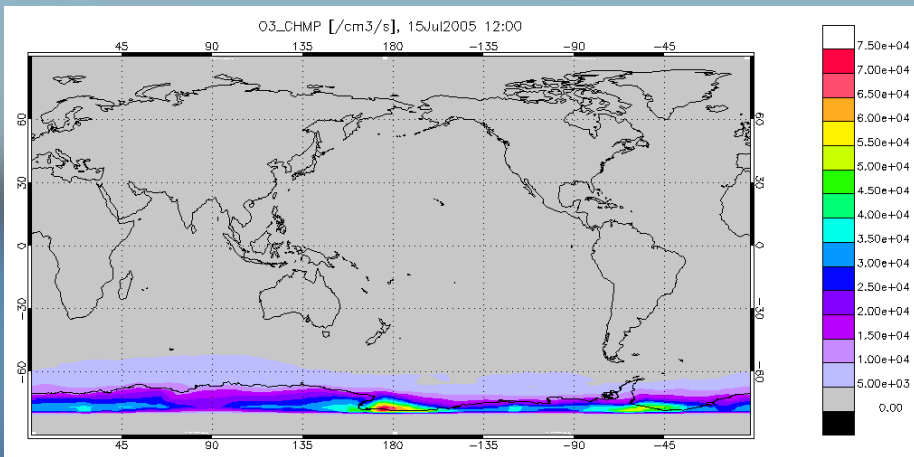 O3_CHMP [/cm3/s], 15Jul2005 12:00
45 90 135 180 -135 -90 -45
60 60
30 30
0 0
-30 -30
-60 -60
45 90 135 180 -135 -90 -45
7.50e+04
7.00e+04
6.50e+04
6.00e+04
5.00e+04
4.50e+04
4.00e+04
3.50e+04
3.00e+04
2.50e+04
2.00e+04
1.50e+04
1.00e+04
5.00e+03
0.00